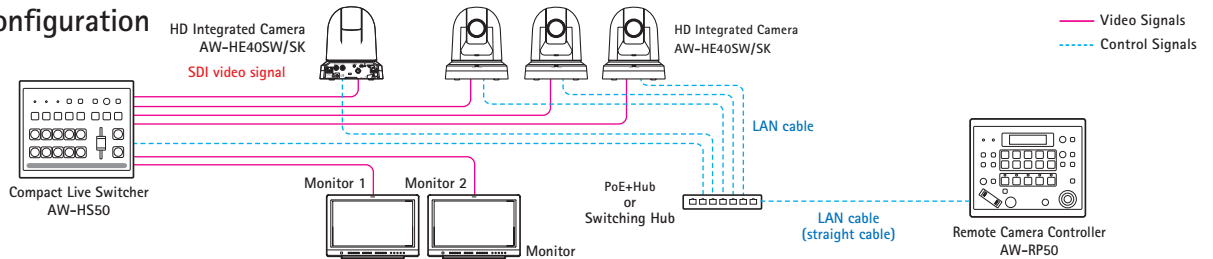 onfiguration
HD Integrated Camera
AW-HE40SW/SK
SDI video signal
HD Integrated Camera
AW-HE40SW/SK
Video Signals
Control Signals
LAN cable
Compact Live Switcher
AW-HS50
Monitor 1
Monitor 2
Monitor
PoE+Hub
or
Switching Hub
LAN cable
(straight cable)
Remote Camera Controller
AW-RP50